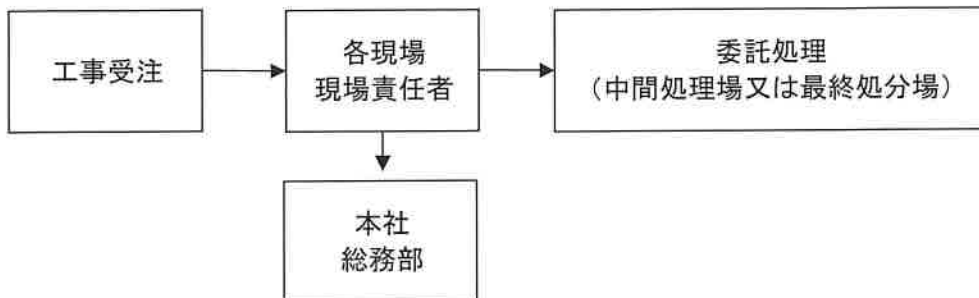 工事受注
各現場
現場責任者
委託処理
（中間処理場又は最終処分場）
本社
総務部